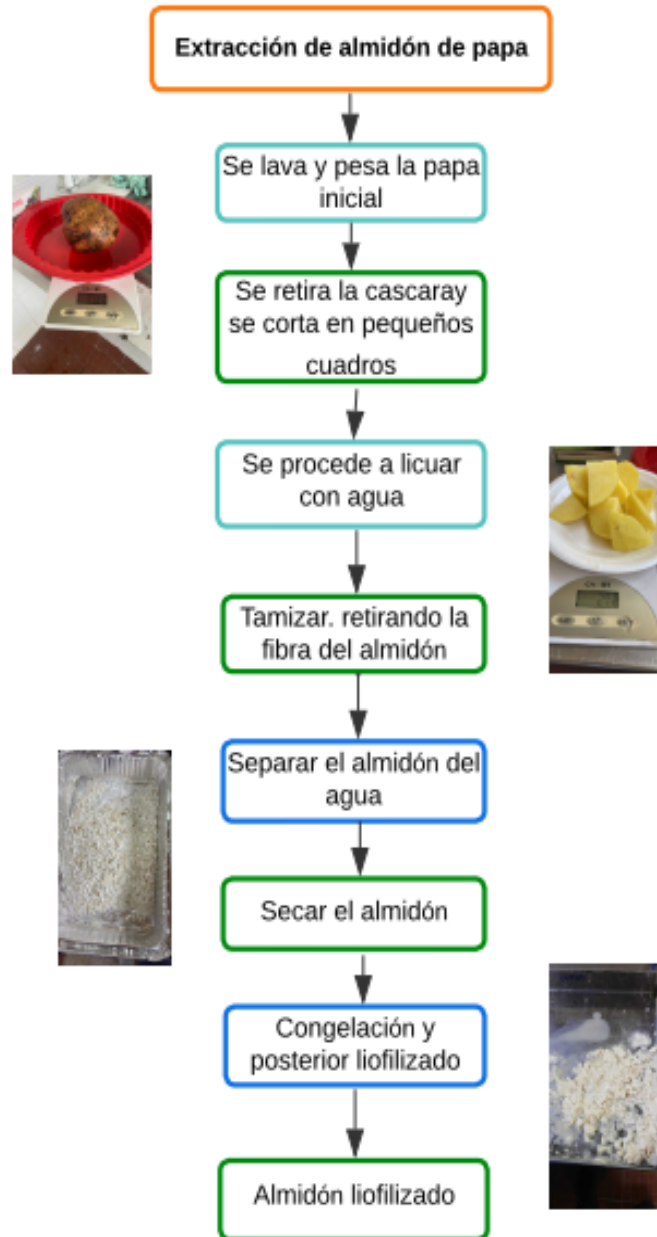 Extracción de almidón de papa
Se lava y pesa la papa
inicial
Se retira la cascaray
se corta en pequeños
cuadros
Se procede a licuar
con agua
Tamizar. retirando la
fibra del almidón
Separar el almidón del
agua
Secar el almidón
Congelación y
posterior liofilizado
Almidón liofilizado